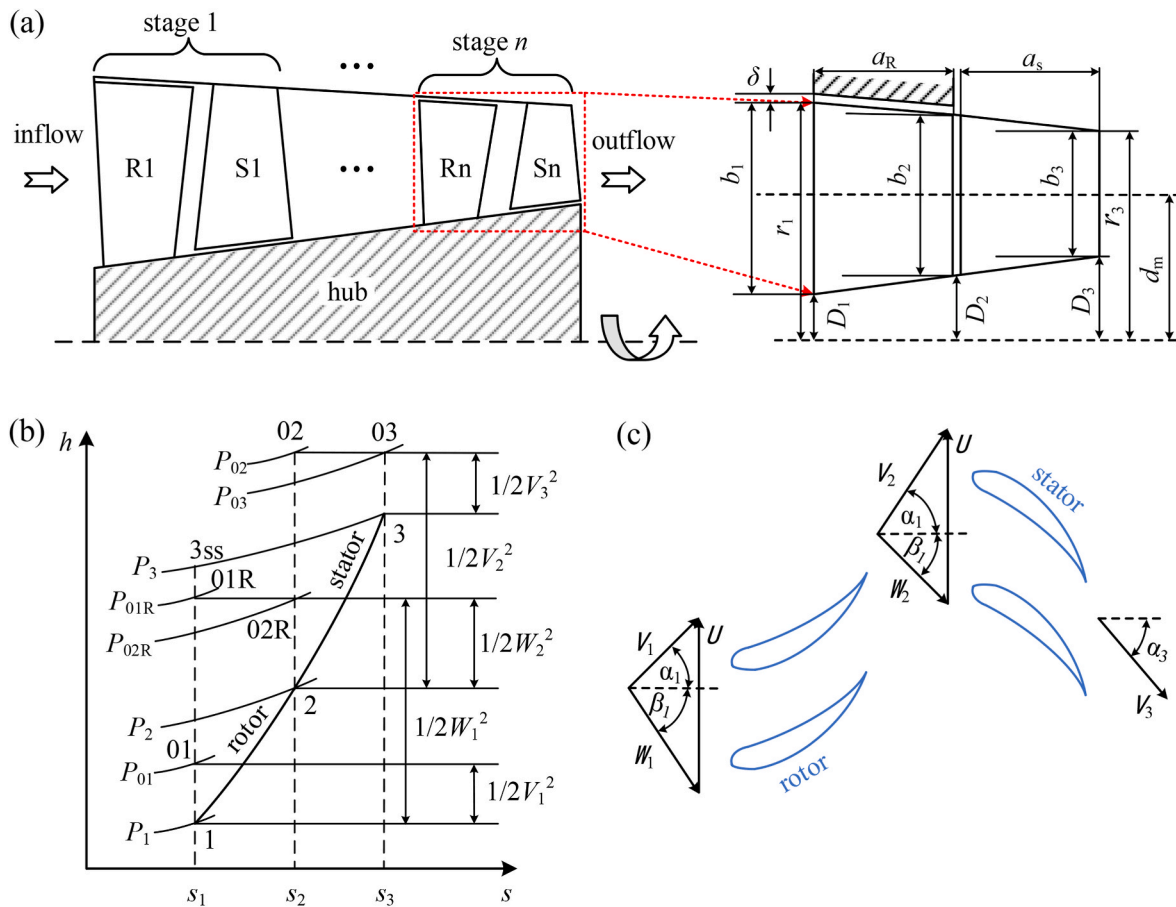 (a)
stage 1
...
stage n
inflow
R1
S1
...
Rn
Sn
outflow
hub
δ
a_R
a_s
b_1
b_2
b_3
r_1
r_3
d_m
D_1
D_2
D_3
(b)
h
02
03
P_02
P_03
1/2V_3^2
3ss
3
P_3
01R
stator
1/2V_2^2
P_01R
P_02R
02R
1/2W_2^2
P_2
2
01
rotor
1/2W_1^2
P_01
1/2V_1^2
P_1
1
s_1
s_2
s_3
s
(c)
U
V_2
α_1
β_1
W_2
stator
V_1
U
α_1
β_1
W_1
rotor
α_3
V_3